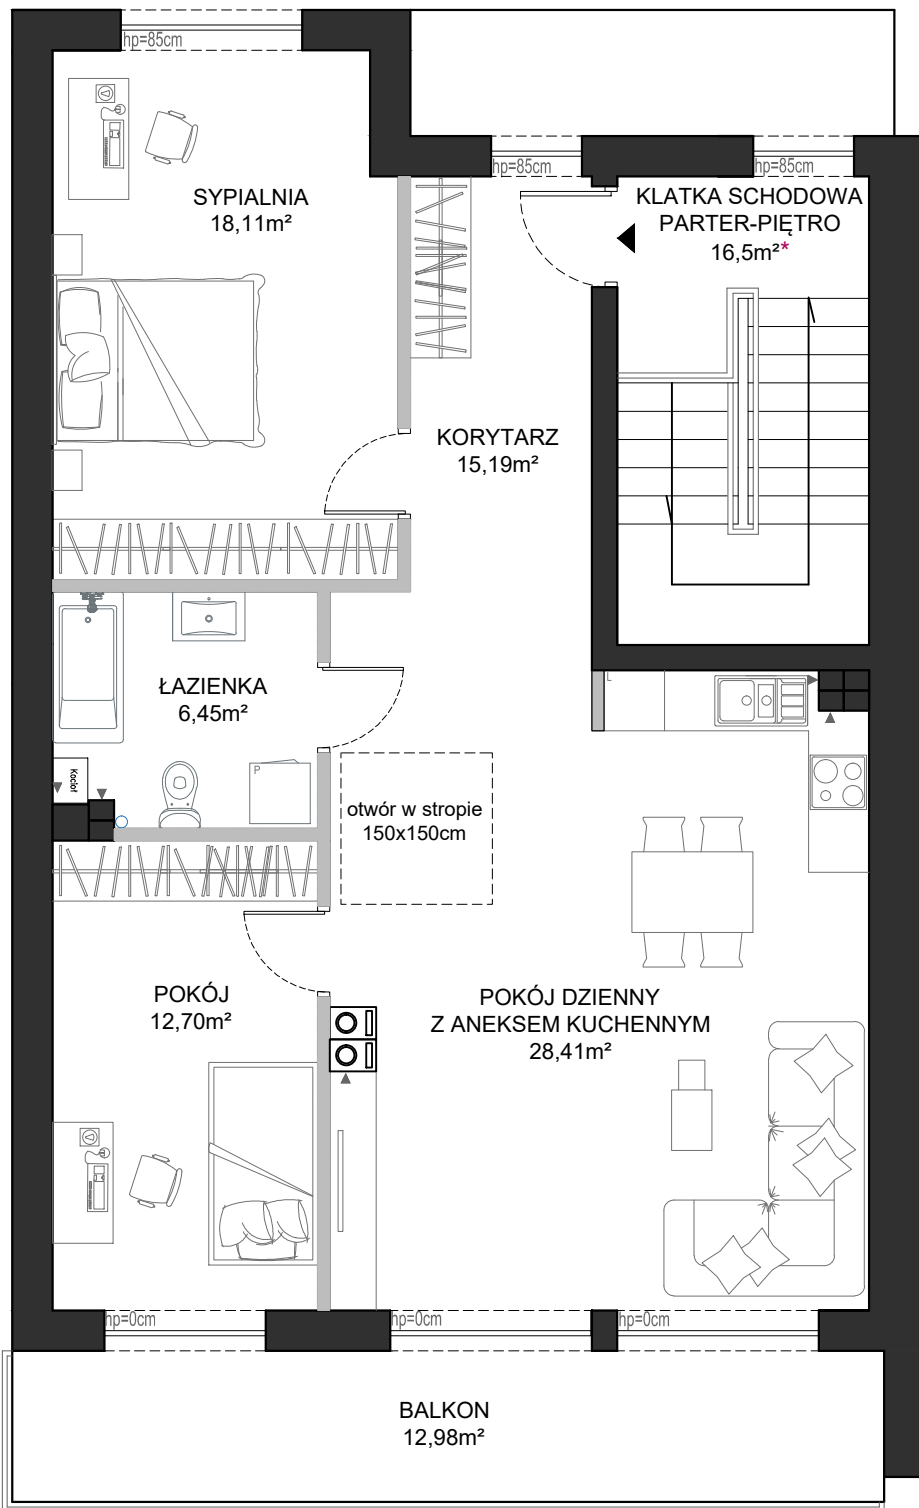 hp=85cm
hp=85cm
hp=85cm
SYPIALNIA
18,11m²
KLATKA SCHODOWA
PARTER-PIĘTRO
16,5m²*
KORYTARZ
15,19m²
ŁAZIENKA
6,45m²
L
Kocioł
P
otwór w stropie
150x150cm
POKÓJ
12,70m²
POKÓJ DZIENNY
Z ANEKSEM KUCHENNYM
28,41m²
hp=0cm
hp=0cm
hp=0cm
BALKON
12,98m²